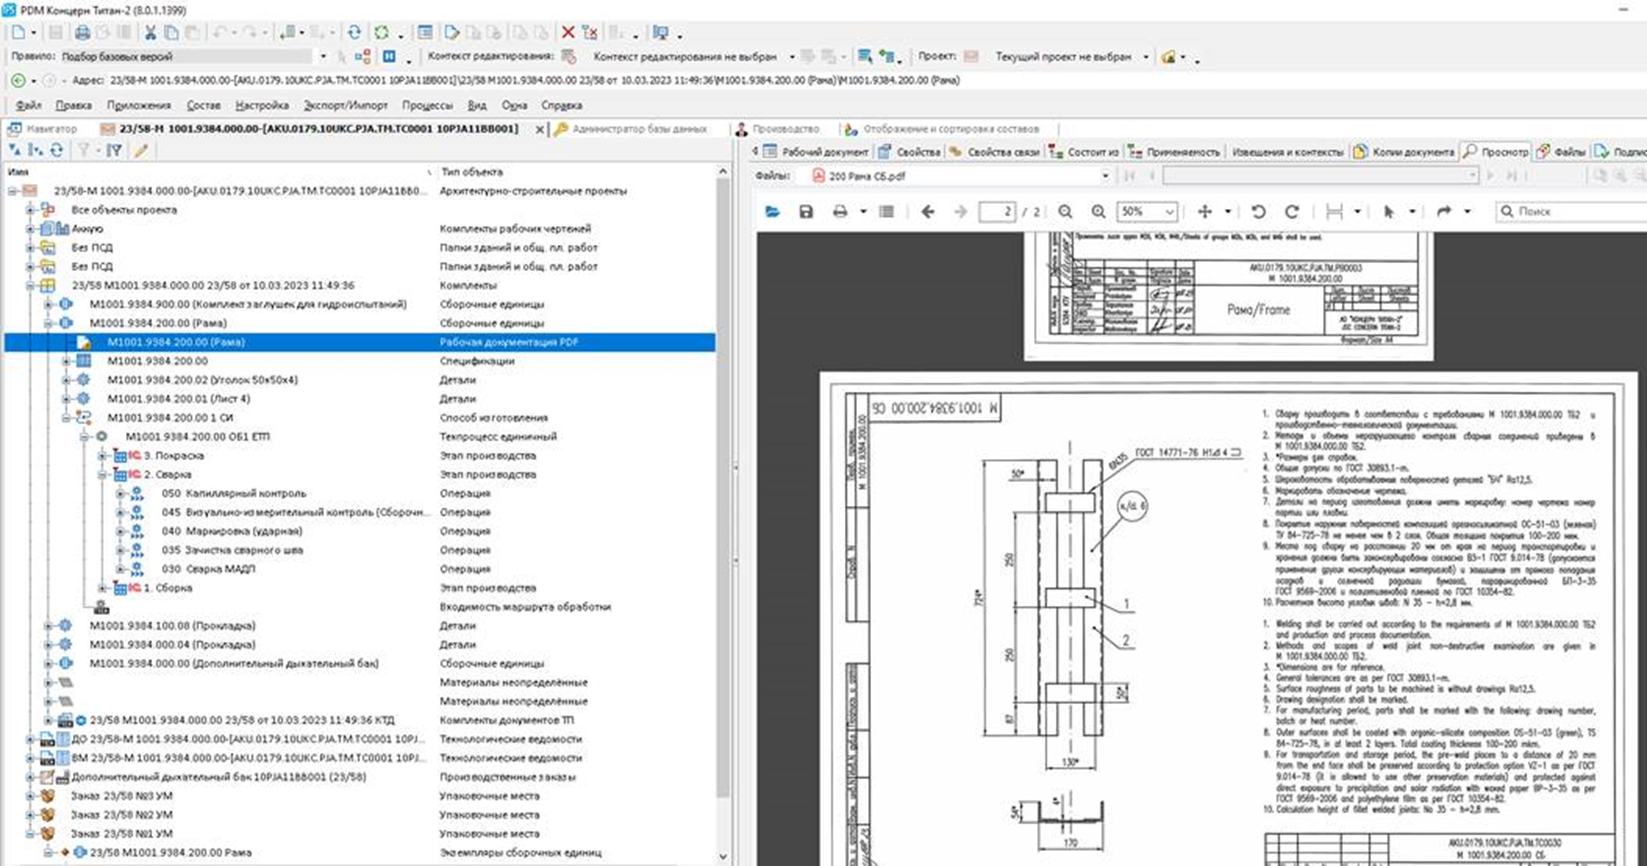 PDM Концерн Титан-2 (8.0.1.1399)
Правило: Подбор базовых версий
Контекст редактирования: Контекст редактирования не выбран
Проект: Текущий проект не выбран
Адрес: 23/58-М 1001.9384.000.00-[AKU.0179.10UKC.PJA.TM.TC0001 10PJA11BB001]\23/58 М1001.9384.000.00 23/58 от 10.03.2023 11:49:36\М1001.9384.200.00 (Рама)\М1001.9384.200.00 (Рама)
Файл Правка Приложения Состав Настройка Экспорт/Импорт Процессы Вид Окна Справка
Навигатор 23/58-М 1001.9384.000.00-[AKU.0179.10UKC.PJA.TM.TC0001 10PJA11BB001] Администратор базы данных Производство Отображение и сортировка составов
Рабочий документ Свойства Свойства связи Состоит из Применяемость Извещения и контексты Копии документа Просмотр Файлы Подпис
Имя Тип объекта
Файлы: 200 Рама СБ.pdf
2 / 2 50% Поиск
23/58-М 1001.9384.000.00-[AKU.0179.10UKC.PJA.TM.TC0001 10PJA11BB0... Архитектурно-строительные проекты
Все объекты проекта
Аккую Комплекты рабочих чертежей
Без ПСД Папки зданий и общ. пл. работ
Без ПСД Папки зданий и общ. пл. работ
23/58 М1001.9384.000.00 23/58 от 10.03.2023 11:49:36 Комплекты
М1001.9384.900.00 (Комплект заглушек для гидроиспытаний) Сборочные единицы
М1001.9384.200.00 (Рама) Сборочные единицы
М1001.9384.200.00 (Рама) Рабочая документация PDF
М1001.9384.200.00 Спецификации
М1001.9384.200.02 (Уголок 50х50х4) Детали
М1001.9384.200.01 (Лист 4) Детали
М1001.9384.200.00 1 СИ Способ изготовления
М1001.9384.200.00 ОБ1 ЕТП Техпроцесс единичный
3. Покраска Этап производства
2. Сварка Этап производства
050 Капиллярный контроль Операция
045 Визуально-измерительный контроль (Сборочн... Операция
040 Маркировка (ударная) Операция
035 Зачистка сварного шва Операция
030 Сварка МАДП Операция
1. Сборка Этап производства
Входимость маршрута обработки
М1001.9384.100.08 (Прокладка) Детали
М1001.9384.000.04 (Прокладка) Детали
М1001.9384.000.00 (Дополнительный дыхательный бак) Сборочные единицы
Материалы неопределённые
Материалы неопределённые
23/58 М1001.9384.000.00 23/58 от 10.03.2023 11:49:36 КТД Комплекты документов ТП
ДО 23/58-М 1001.9384.000.00-[AKU.0179.10UKC.PJA.TM.TC0001 10PJ... Технологические ведомости
ВМ 23/58-М 1001.9384.000.00-[AKU.0179.10UKC.PJA.TM.TC0001 10PJ... Технологические ведомости
Дополнительный дыхательный бак 10PJA11BB001 (23/58) Производственные заказы
Заказ 23/58 №3 УМ Упаковочные места
Заказ 23/58 №2 УМ Упаковочные места
Заказ 23/58 №1 УМ Упаковочные места
23/58 М1001.9384.200.00 Рама Экземпляры сборочных единиц
AKU.0179.10UKC.PJA.TM.PB0003
М 1001.9384.200.00
Рама/Frame
АО "КОНЦЕРН ТИТАН-2"
JSC CONCERN TITAN-2
Формат/Size A4
М 1001.9384.200.00 СБ
М 1001.9384.200.00
ГОСТ 14771-76 Н1 4
50*
724*
250
250
87
50*
130*
1
2
54*
4*
170
1. Сварку производить в соответствии с требованиями М 1001.9384.000.00 ТБ2 и
производственно-технологической документации.
2. Методы и объемы неразрушающего контроля сварных соединений приведены в
М 1001.9384.000.00 ТБ2.
3. *Размеры для справок.
4. Общие допуски по ГОСТ 30893.1-m.
5. Шероховатость обрабатываемых поверхностей деталей "БЧ" Ra12,5.
6. Маркировать обозначение чертежа.
7. Детали на период изготовления должны иметь маркировку: номер чертежа номер
партии или плавки.
8. Покрытие наружных поверхностей композицией органосиликатной ОС-51-03 (зеленая)
ТУ 84-725-78 не менее чем в 2 слоя. Общая толщина покрытия 100-200 мкм.
9. Места под сварку на расстоянии 20 мм от края на период транспортировки и
хранения должны быть законсервированы согласно ВЗ-1 ГОСТ 9.014-78 (допускается
применение других консервирующих материалов) и защищены от прямого попадания
осадков и солнечной радиации бумагой, парафинированной БП-3-35
ГОСТ 9569-2006 и полиэтиленовой пленкой по ГОСТ 10354-82.
10. Расчетная высота угловых швов: N 35 - h=2,8 мм.
1. Welding shall be carried out according to the requirements of М 1001.9384.000.00 ТБ2
and production and process documentation.
2. Methods and scopes of weld joint non-destructive examination are given in
М 1001.9384.000.00 ТБ2.
3. *Dimensions are for reference.
4. General tolerances are as per ГОСТ 30893.1-m.
5. Surface roughness of parts to be machined is without drawings Ra12,5.
6. Drawing designation shall be marked.
7. For manufacturing period, parts shall be marked with the following: drawing number,
batch or heat number.
8. Outer surfaces shall be coated with organic-silicate composition OS-51-03 (green), TS
84-725-78, in at least 2 layers. Total coating thickness 100-200 mkm.
9. For transportation and storage period, the pre-weld places to a distance of 20 mm
from the end face shall be preserved according to protection option VZ-1 as per ГОСТ
9.014-78 (it is allowed to use other preservation materials) and protected against
direct exposure to precipitation and solar radiation with waxed paper BP-3-35 as per
ГОСТ 9569-2006 and polyethylene film as per ГОСТ 10354-82.
10. Calculation height of fillet welded joints: No 35 - h=2,8 mm.
AKU.0179.10UKC.PJA.TM.TC0030
М 1001.9384.200.00 СБ